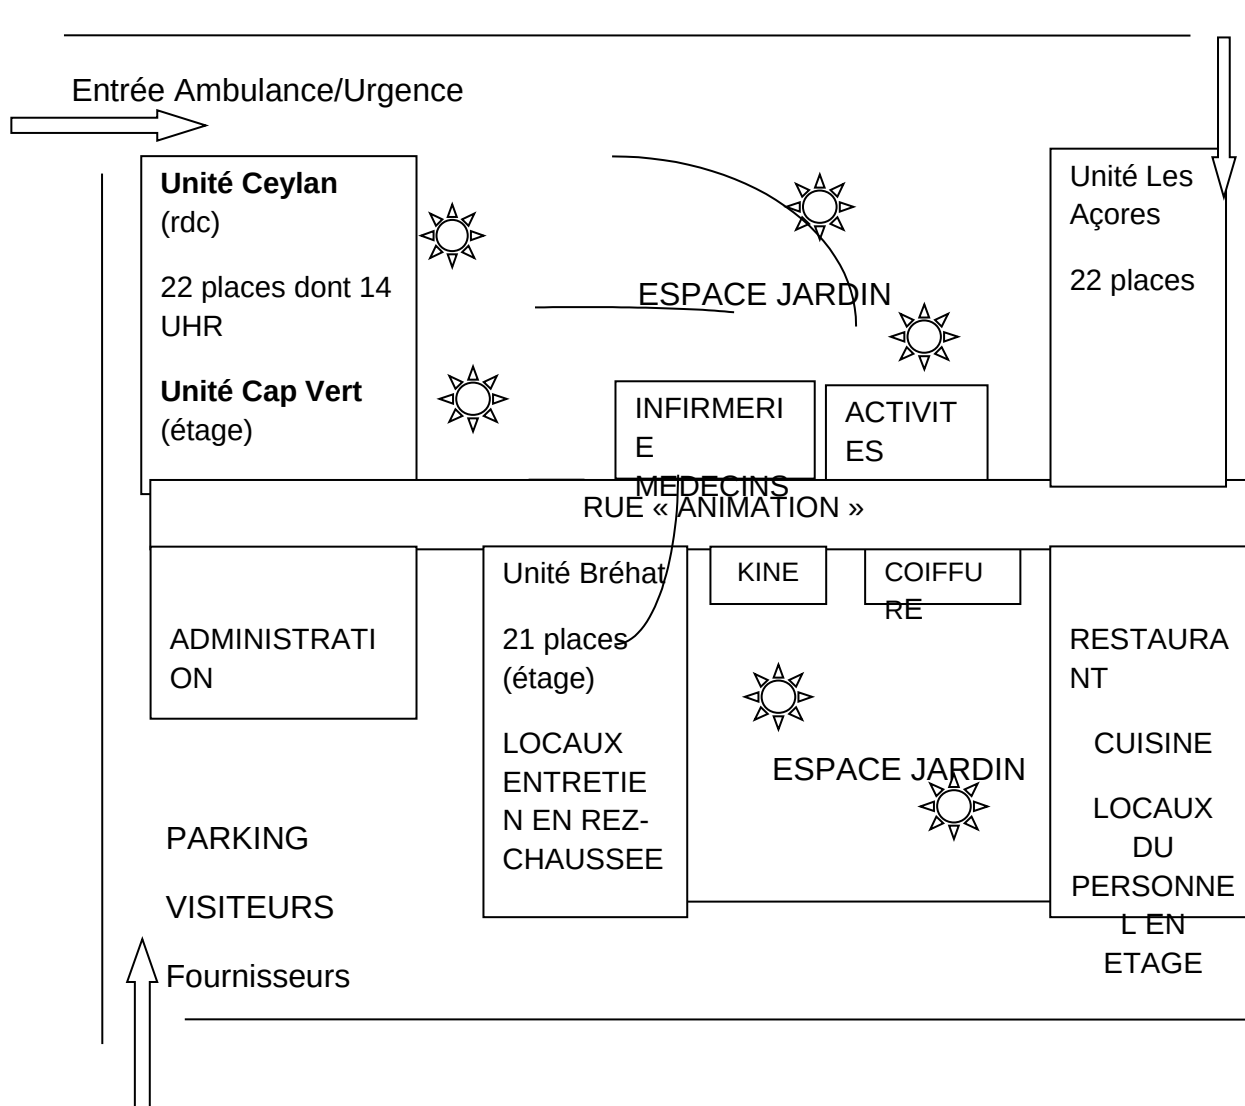 Entrée Ambulance/Urgence
Unité Ceylan
(rdc)
22 places dont 14
UHR
Unité Cap Vert
(étage)
ESPACE JARDIN
Unité Les
Açores
22 places
INFIRMERI
E
MEDECINS
ACTIVIT
ES
RUE « ANIMATION »
ADMINISTRATI
ON
Unité Bréhat
21 places
(étage)
LOCAUX
ENTRETIE
N EN REZ-
CHAUSSEE
KINE
COIFFU
RE
ESPACE JARDIN
RESTAURA
NT
CUISINE
LOCAUX
DU
PERSONNE
L EN
ETAGE
PARKING
VISITEURS
Fournisseurs